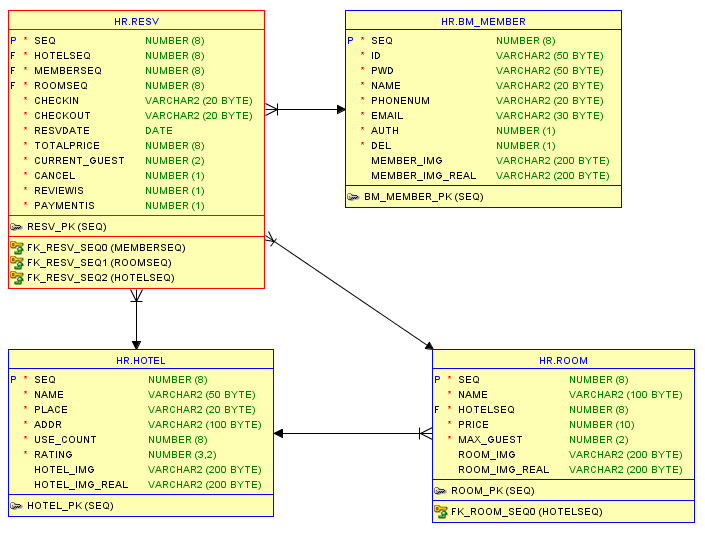 HR.RESV
P * SEQ NUMBER (8)
F * HOTELSEQ NUMBER (8)
F * MEMBERSEQ NUMBER (8)
F * ROOMSEQ NUMBER (8)
* CHECKIN VARCHAR2 (20 BYTE)
* CHECKOUT VARCHAR2 (20 BYTE)
* RESVDATE DATE
* TOTALPRICE NUMBER (8)
* CURRENT_GUEST NUMBER (2)
* CANCEL NUMBER (1)
* REVIEWIS NUMBER (1)
* PAYMENTIS NUMBER (1)
RESV_PK (SEQ)
FK_RESV_SEQ0 (MEMBERSEQ)
FK_RESV_SEQ1 (ROOMSEQ)
FK_RESV_SEQ2 (HOTELSEQ)
HR.BM_MEMBER
P * SEQ NUMBER (8)
* ID VARCHAR2 (50 BYTE)
* PWD VARCHAR2 (50 BYTE)
* NAME VARCHAR2 (20 BYTE)
* PHONENUM VARCHAR2 (20 BYTE)
* EMAIL VARCHAR2 (30 BYTE)
* AUTH NUMBER (1)
* DEL NUMBER (1)
MEMBER_IMG VARCHAR2 (200 BYTE)
MEMBER_IMG_REAL VARCHAR2 (200 BYTE)
BM_MEMBER_PK (SEQ)
HR.HOTEL
P * SEQ NUMBER (8)
* NAME VARCHAR2 (50 BYTE)
* PLACE VARCHAR2 (20 BYTE)
* ADDR VARCHAR2 (100 BYTE)
* USE_COUNT NUMBER (8)
* RATING NUMBER (3,2)
HOTEL_IMG VARCHAR2 (200 BYTE)
HOTEL_IMG_REAL VARCHAR2 (200 BYTE)
HOTEL_PK (SEQ)
HR.ROOM
P * SEQ NUMBER (8)
* NAME VARCHAR2 (100 BYTE)
F * HOTELSEQ NUMBER (8)
* PRICE NUMBER (10)
* MAX_GUEST NUMBER (2)
ROOM_IMG VARCHAR2 (200 BYTE)
ROOM_IMG_REAL VARCHAR2 (200 BYTE)
ROOM_PK (SEQ)
FK_ROOM_SEQ0 (HOTELSEQ)